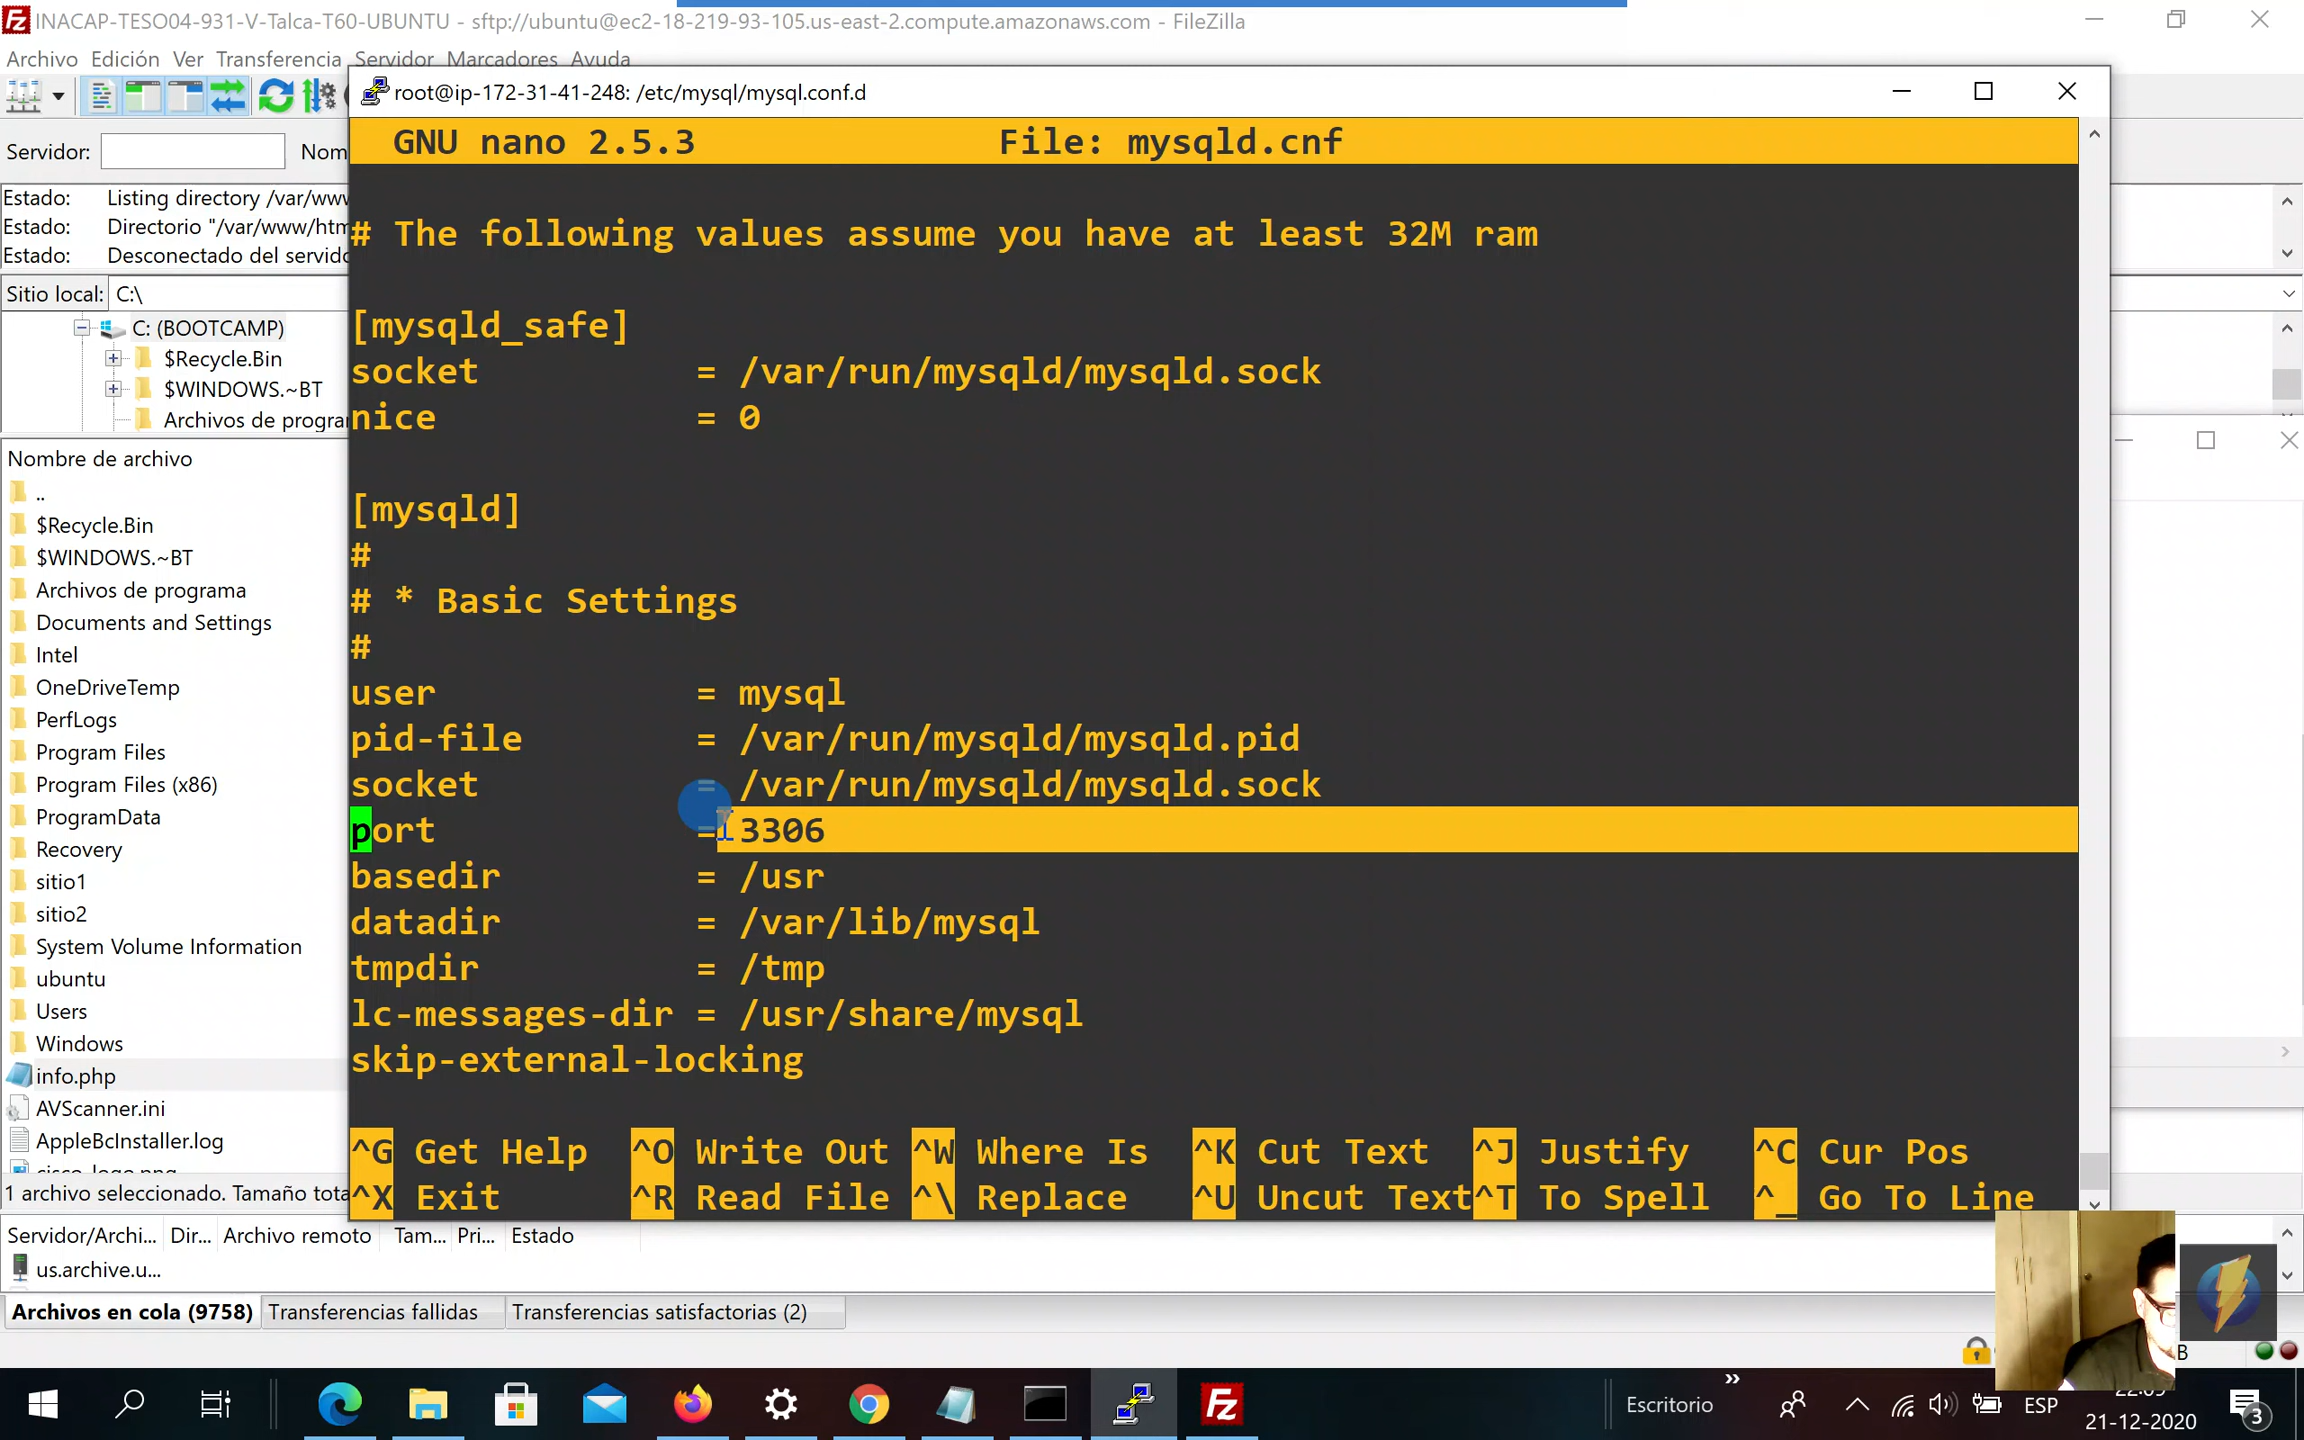 INACAP-TESO04-931-V-Talca-T60-UBUNTU - sftp://ubuntu@ec2-18-219-93-105.us-east-2.compute.amazonaws.com - FileZilla
Archivo Edición Ver Transferencia Servidor Marcadores Ayuda
root@ip-172-31-41-248: /etc/mysql/mysql.conf.d
Servidor:
Nom
Estado: Listing directory /var/www
Estado: Directorio "/var/www/htm
Estado: Desconectado del servido
Sitio local: C:\
C: (BOOTCAMP)
$Recycle.Bin
$WINDOWS.~BT
Archivos de progra
Nombre de archivo
..
$Recycle.Bin
$WINDOWS.~BT
Archivos de programa
Documents and Settings
Intel
OneDriveTemp
PerfLogs
Program Files
Program Files (x86)
ProgramData
Recovery
sitio1
sitio2
System Volume Information
ubuntu
Users
Windows
info.php
AVScanner.ini
AppleBcInstaller.log
1 archivo seleccionado. Tamaño tota
GNU nano 2.5.3 File: mysqld.cnf
# The following values assume you have at least 32M ram
[mysqld_safe]
socket = /var/run/mysqld/mysqld.sock
nice = 0
[mysqld]
#
# * Basic Settings
#
user = mysql
pid-file = /var/run/mysqld/mysqld.pid
socket = /var/run/mysqld/mysqld.sock
port = 3306
basedir = /usr
datadir = /var/lib/mysql
tmpdir = /tmp
lc-messages-dir = /usr/share/mysql
skip-external-locking
^G Get Help ^O Write Out ^W Where Is ^K Cut Text ^J Justify ^C Cur Pos
^X Exit ^R Read File ^\ Replace ^U Uncut Text ^T To Spell ^_ Go To Line
Servidor/Archi... Dir... Archivo remoto Tam... Pri... Estado
us.archive.u...
Archivos en cola (9758) Transferencias fallidas Transferencias satisfactorias (2)
B
Escritorio
ESP
21-12-2020
3